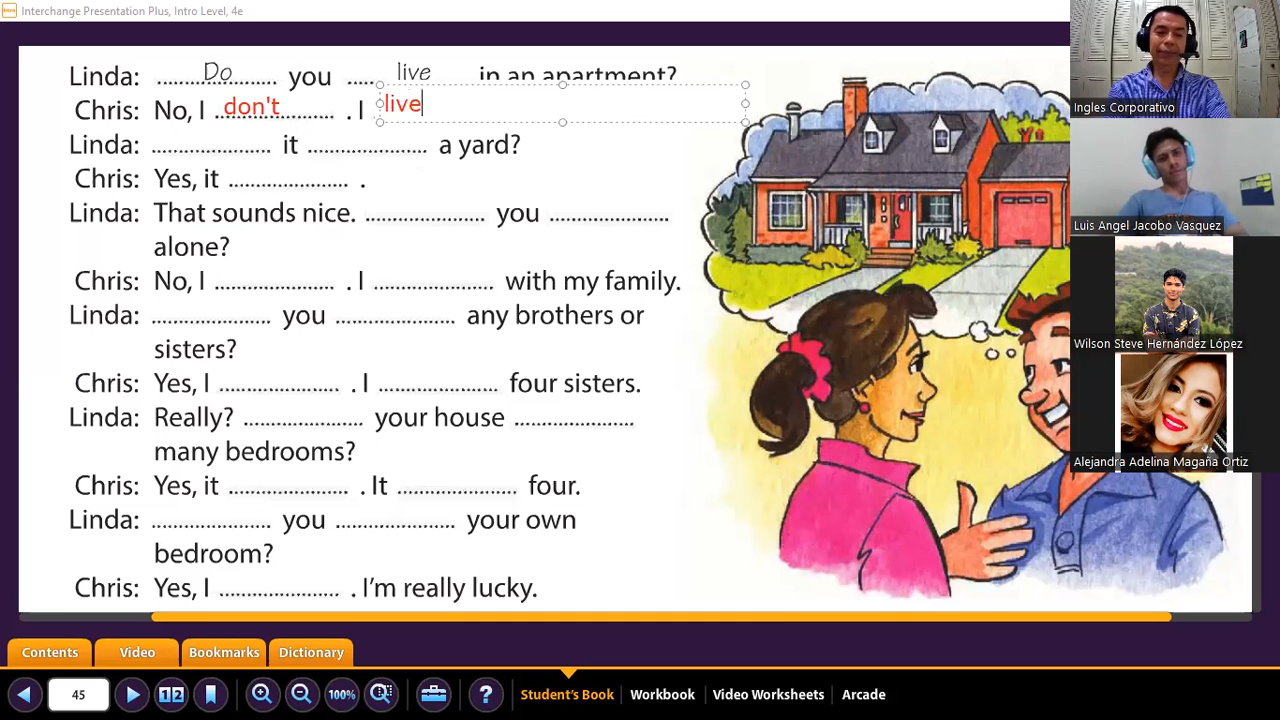 Interchange Presentation Plus, Intro Level, 4e
Linda: Do you live in an apartment?
Chris: No, I don't. I live
Linda: .................... it .................... a yard?
Chris: Yes, it .................... .
Linda: That sounds nice. .................... you ....................
alone?
Chris: No, I .................... . I .................... with my family.
Linda: .................... you .................... any brothers or
sisters?
Chris: Yes, I .................... . I .................... four sisters.
Linda: Really? .................... your house ....................
many bedrooms?
Chris: Yes, it .................... . It .................... four.
Linda: .................... you .................... your own
bedroom?
Chris: Yes, I .................... . I’m really lucky.
Ingles Corporativo
Luis Angel Jacobo Vasquez
Wilson Steve Hernández López
Alejandra Adelina Magaña Ortiz
Contents Video Bookmarks Dictionary
45 1 2 100% ? Student's Book Workbook Video Worksheets Arcade